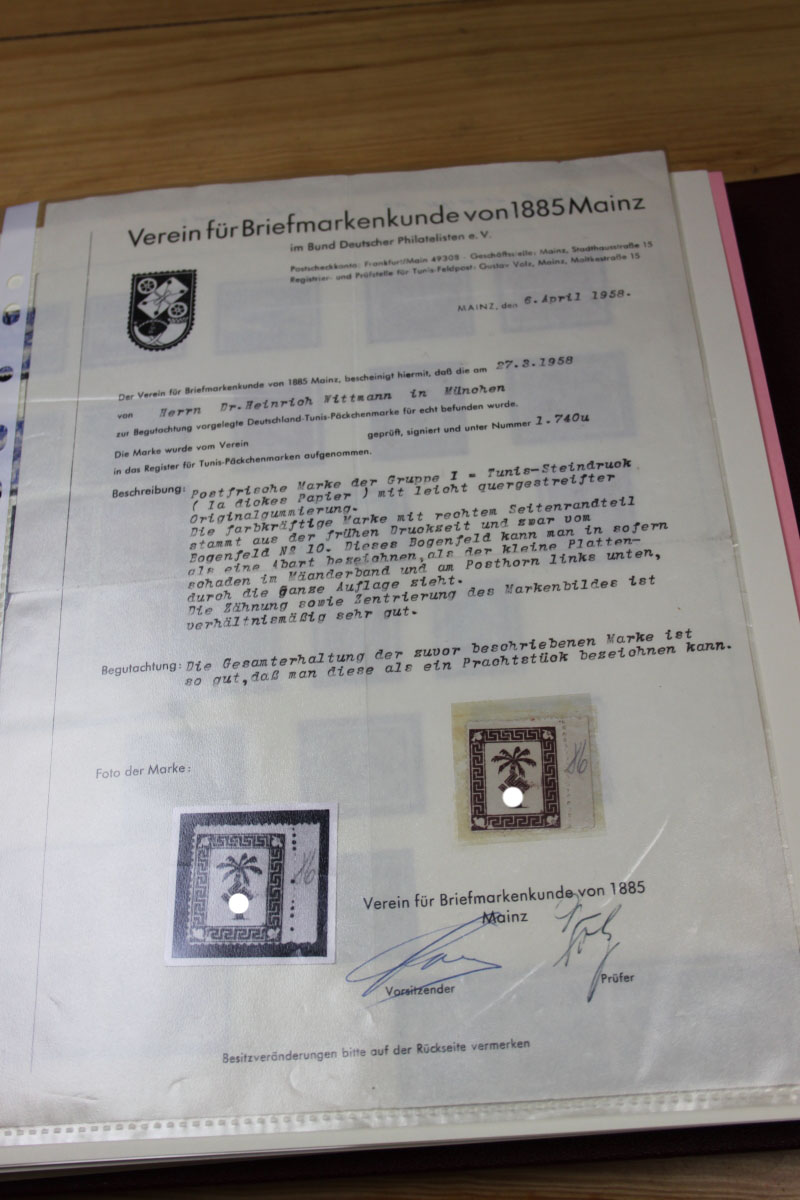 Verein für Briefmarkenkunde von 1885 Mainz
im Bund Deutscher Philatelisten e. V.
Postscheckkonto: Frankfurt/Main 49308 - Geschäftsstelle: Mainz, Stadthausstraße 15
Registrier- und Prüfstelle für Tunis-Feldpost: Gustav Volz, Mainz, Moltkestraße 15
MAINZ, den 6. April 1958.
Der Verein für Briefmarkenkunde von 1885 Mainz, bescheinigt hiermit, daß die am 27.3.1958
von Herrn Dr. Heinrich Wittmann in München
zur Begutachtung vorgelegte Deutschland-Tunis-Päckchenmarke für echt befunden wurde.
Die Marke wurde vom Verein geprüft, signiert und unter Nummer 1.740u
in das Register für Tunis-Päckchenmarken aufgenommen.
Beschreibung: Postfrische Marke der Gruppe I = Tunis-Steindruck
( Ia dickes Papier ) mit leicht quergestreifter
Originalgummierung.
Die farbkräftige Marke mit rechtem Seitenrandteil
stammt aus der frühen Druckzeit und zwar vom
Bogenfeld Nº 10. Dieses Bogenfeld kann man in sofern
als eine Abart bezeichnen, als der kleine Platten-
schaden im Mäanderband und am Posthorn links unten,
durch die ganze Auflage zieht.
Die Zähnung sowie Zentrierung des Markenbildes ist
verhältnismäßig sehr gut.
Begutachtung: Die Gesamterhaltung der zuvor beschriebenen Marke ist
so gut, daß man diese als ein Prachtstück bezeichnen kann.
Foto der Marke:
86
86
Verein für Briefmarkenkunde von 1885
Mainz
Vorsitzender
Prüfer
Besitzveränderungen bitte auf der Rückseite vermerken